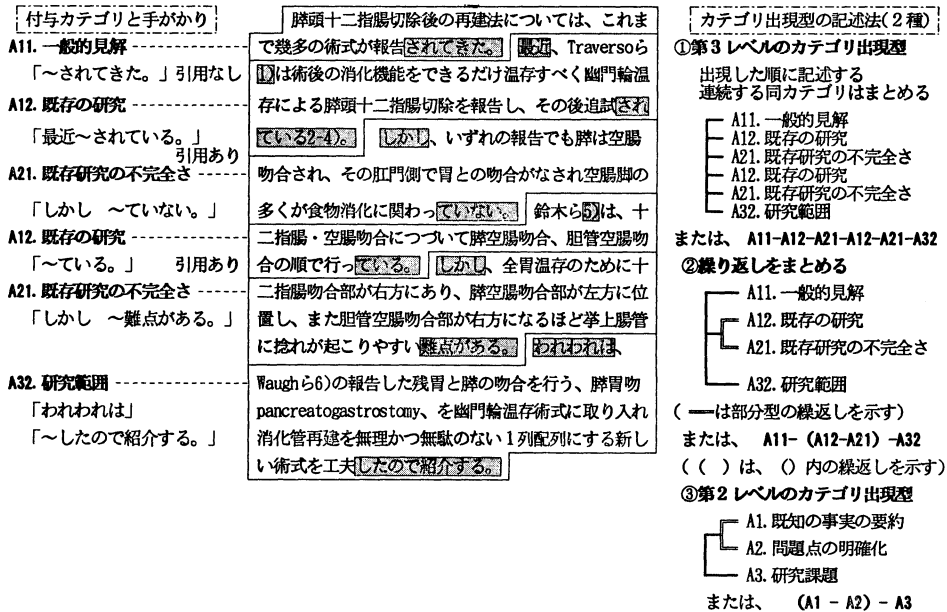 付与カテゴリと手がかり
A11. 一般的見解
「～されてきた。」引用なし
A12. 既存の研究
「最近～されている。」
引用あり
A21. 既存研究の不完全さ
「しかし ～ていない。」
A12. 既存の研究
「～ている。」 引用あり
A21. 既存研究の不完全さ
「しかし ～難点がある。」
A32. 研究範囲
「われわれは」
「～したので紹介する。」
膵頭十二指腸切除後の再建法については、これま
で幾多の術式が報告されてきた。 最近、Traversoら
1)は術後の消化機能をできるだけ温存すべく幽門輪温
存による膵頭十二指腸切除を報告し、その後追試され
ている2-4)。 しかし、いずれの報告でも膵は空腸
吻合され、その肛門側で胃との吻合がなされ空腸脚の
多くが食物消化に関わっていない。 鈴木ら5)は、十
二指腸・空腸吻合につづいて膵空腸吻合、胆管空腸吻
合の順で行っている。 しかし、全胃温存のために十
二指腸吻合部が右方にあり、膵空腸吻合部が左方に位
置し、また胆管空腸吻合部が右方になるほど挙上腸管
に捻れが起こりやすい難点がある。 われわれは、
Waughら6)の報告した残胃と膵の吻合を行う、膵胃吻
pancreatogastrostomy、を幽門輪温存術式に取り入れ
消化管再建を無理かつ無駄のない1列配列にする新し
い術式を工夫したので紹介する。
カテゴリ出現型の記述法(2種)
①第3レベルのカテゴリ出現型
出現した順に記述する
連続する同カテゴリはまとめる
A11. 一般的見解
A12. 既存の研究
A21. 既存研究の不完全さ
A12. 既存の研究
A21. 既存研究の不完全さ
A32. 研究範囲
または、 A11-A12-A21-A12-A21-A32
②繰り返しをまとめる
A11. 一般的見解
A12. 既存の研究
A21. 既存研究の不完全さ
A32. 研究範囲
( ━は部分型の繰返しを示す)
または、 A11- (A12-A21) -A32
( ( ) は、 () 内の繰返しを示す)
③第2レベルのカテゴリ出現型
A1. 既知の事実の要約
A2. 問題点の明確化
A3. 研究課題
または、 (A1 - A2) - A3